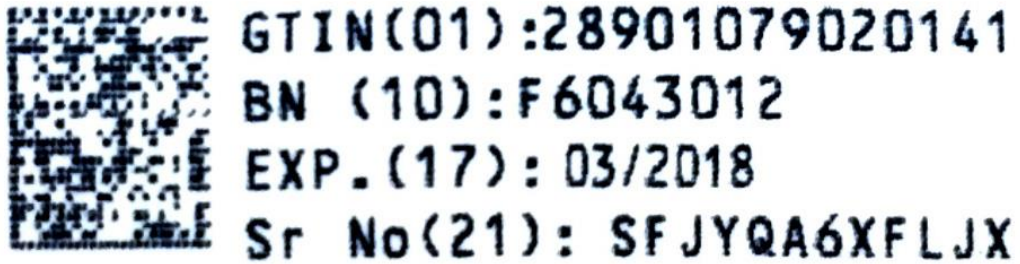 GTIN(01):28901079020141
BN (10):F6043012
EXP.(17): 03/2018
Sr No(21): SFJYQA6XFLJX